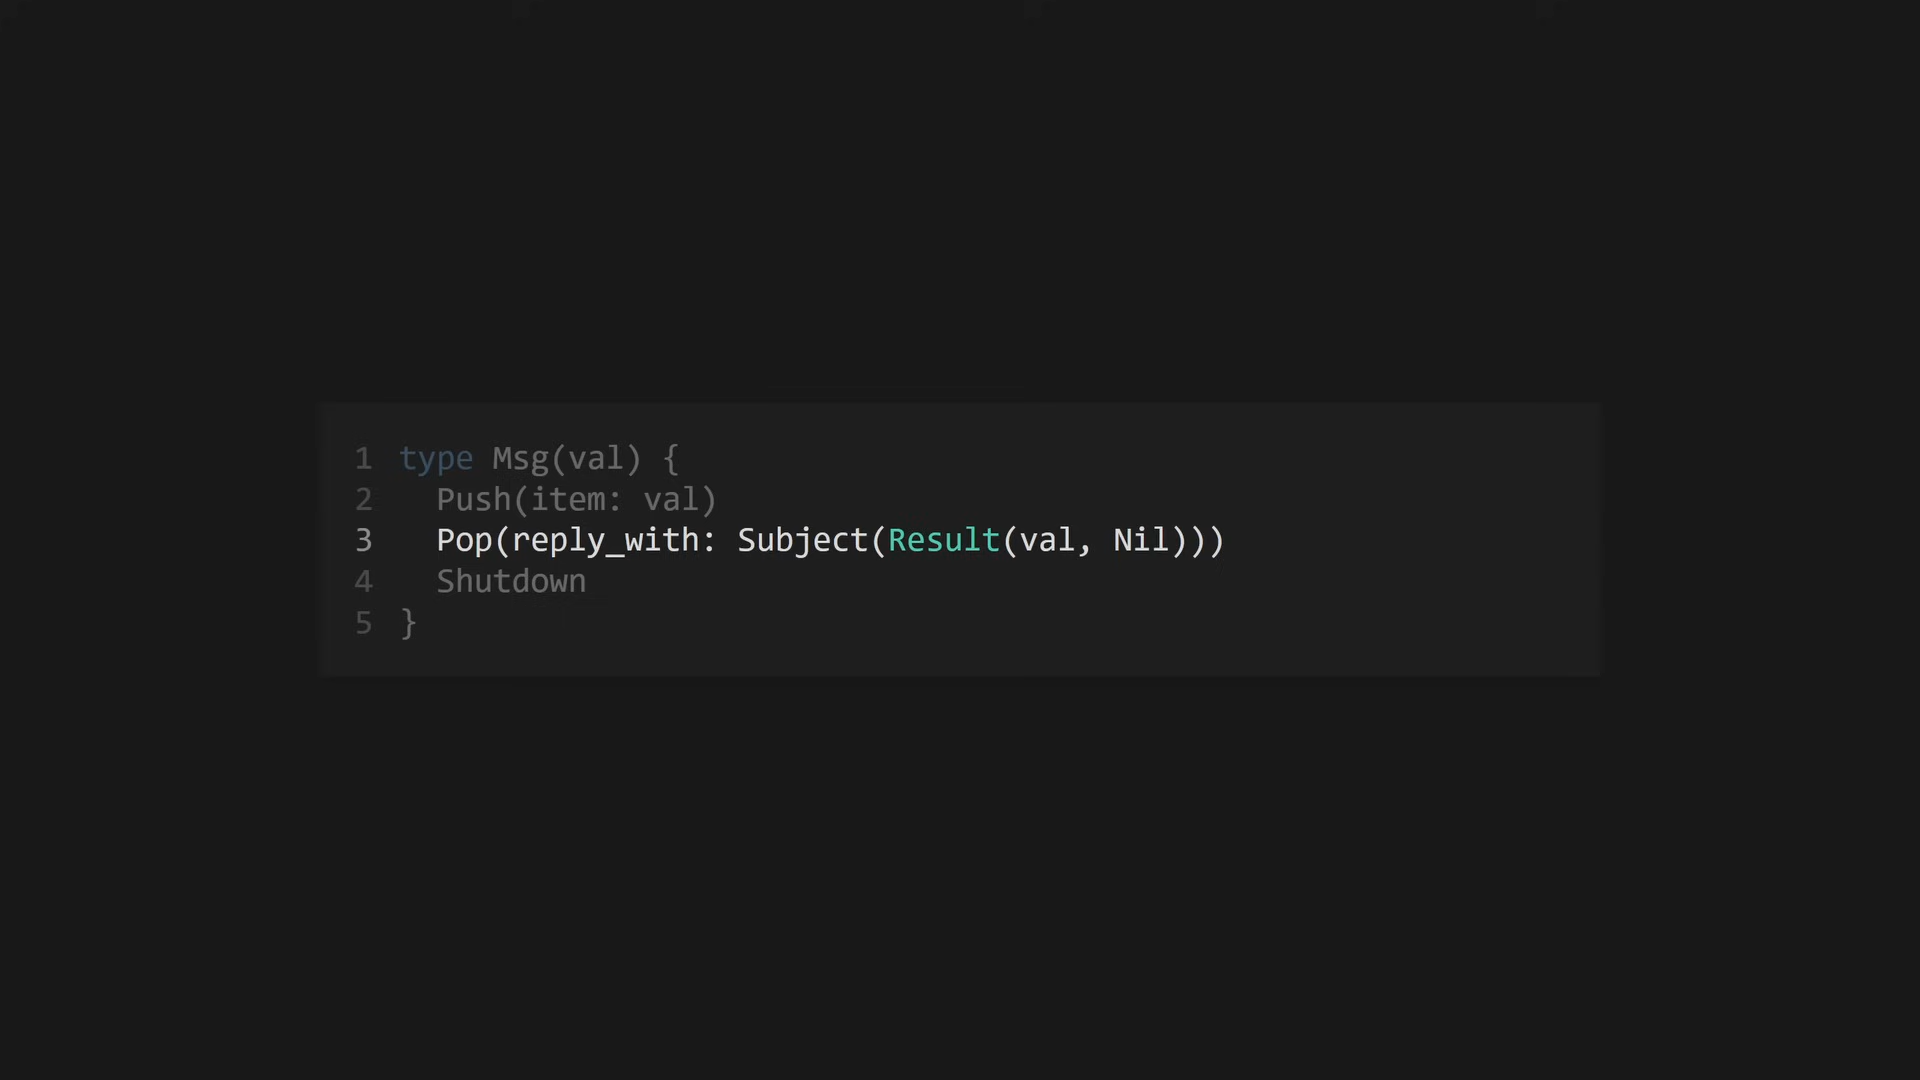 1 type Msg(val) {
2   Push(item: val)
3   Pop(reply_with: Subject(Result(val, Nil)))
4   Shutdown
5 }